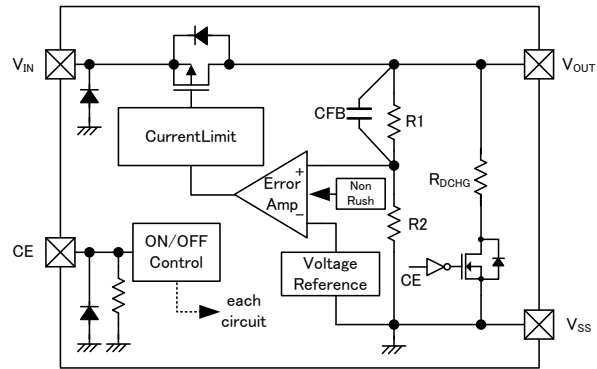 VIN
VOUT
CFB
R1
CurrentLimit
+
Error
Amp
−
Non
Rush
RDCHG
R2
CE
ON/OFF
Control
Voltage
Reference
CE
each
circuit
VSS